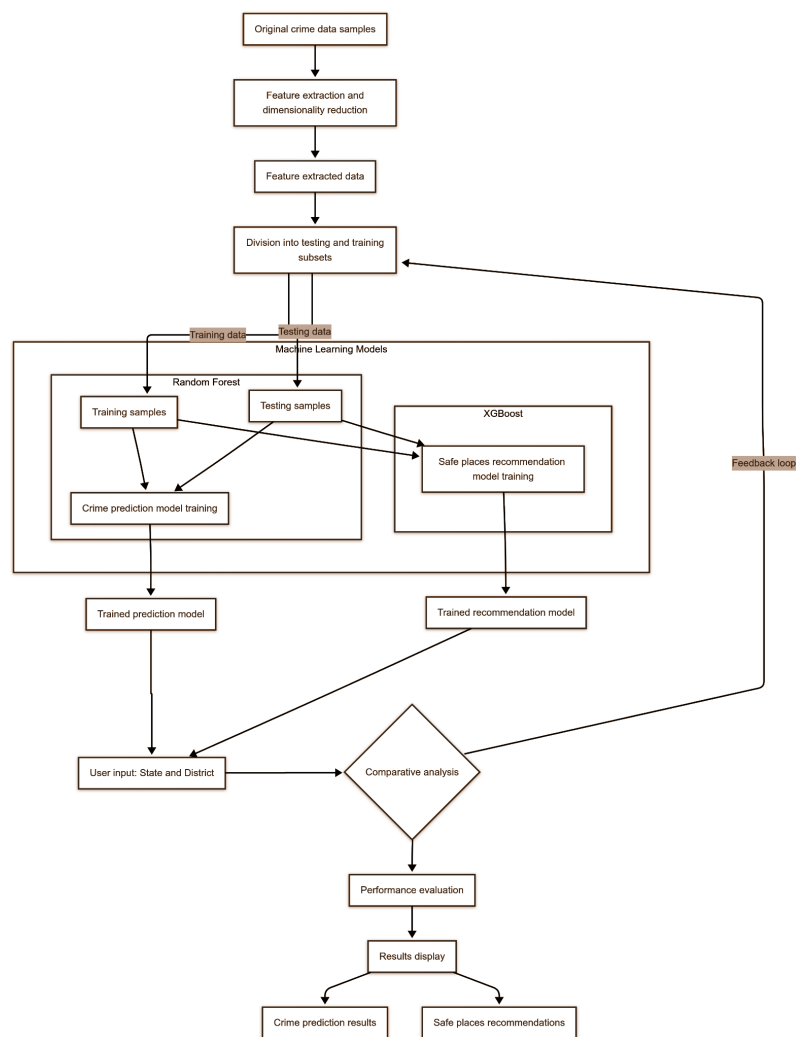 Original crime data samples
Feature extraction and
dimensionality reduction
Feature extracted data
Division into testing and training
subsets
Training data
Testing data
Machine Learning Models
Random Forest
Training samples
Testing samples
XGBoost
Safe places recommendation
model training
Feedback loop
Crime prediction model training
Trained prediction model
Trained recommendation model
User input: State and District
Comparative analysis
Performance evaluation
Results display
Crime prediction results
Safe places recommendations